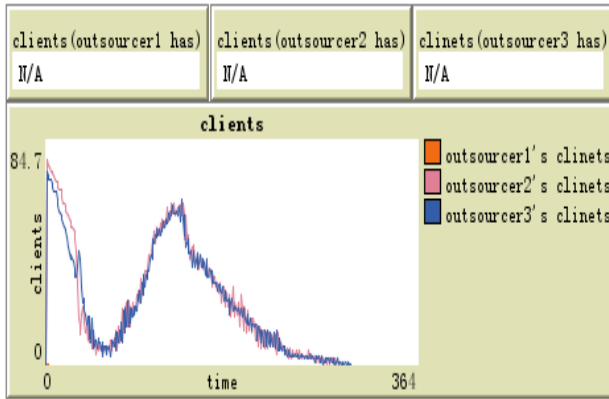 clients(outsourcer1 has)
clients(outsourcer2 has)
clinets(outsourcer3 has)
N/A
N/A
N/A
clients
84.7
clients
0
0
time
364
outsourcer1's clinets
outsourcer2's clinets
outsourcer3's clinets